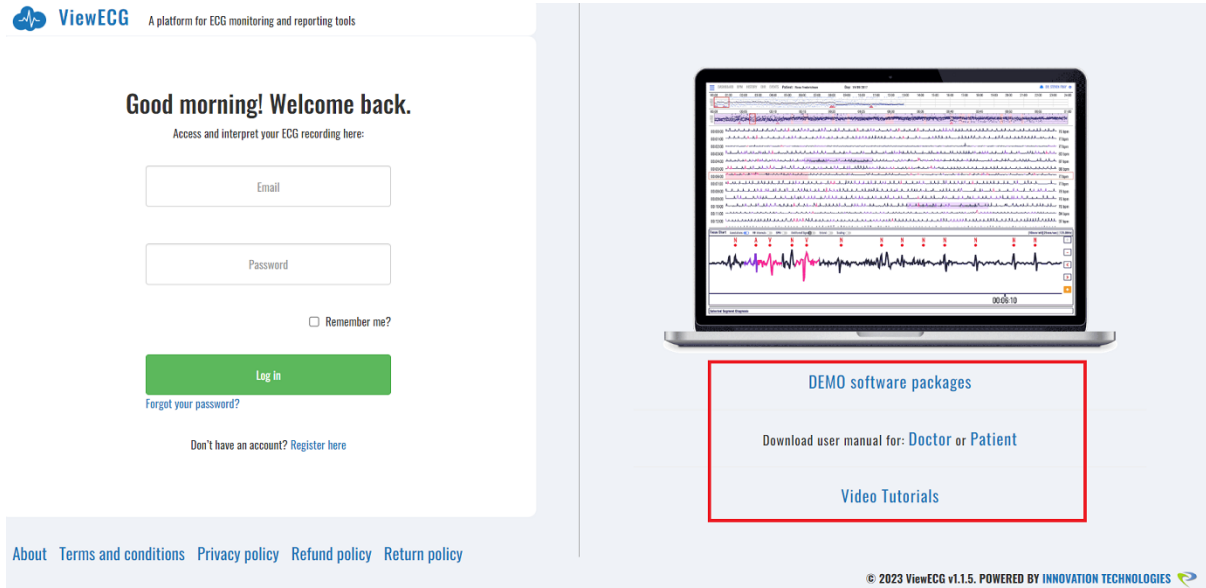 ViewECG A platform for ECG monitoring and reporting tools
Good morning! Welcome back.
Access and interpret your ECG recording here:
Email
Password
Remember me?
Log in
Forgot your password?
Don't have an account? Register here
About Terms and conditions Privacy policy Refund policy Return policy
N A V N V N N N N N N N N
00:06:10
DEMO software packages
Download user manual for: Doctor or Patient
Video Tutorials
© 2023 ViewECG v1.1.5. POWERED BY INNOVATION TECHNOLOGIES